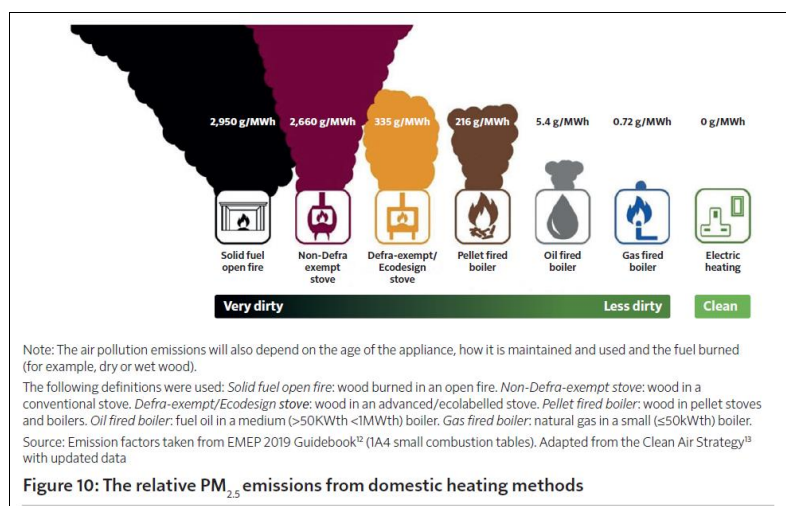 2,950 g/MWh 2,660 g/MWh 335 g/MWh 216 g/MWh 5.4 g/MWh 0.72 g/MWh 0 g/MWh
Solid fuel open fire
Non-Defra exempt stove
Defra-exempt/ Ecodesign stove
Pellet fired boiler
Oil fired boiler
Gas fired boiler
Electric heating
Very dirty Less dirty Clean
Note: The air pollution emissions will also depend on the age of the appliance, how it is maintained and used and the fuel burned
(for example, dry or wet wood).
The following definitions were used: Solid fuel open fire: wood burned in an open fire. Non-Defra-exempt stove: wood in a
conventional stove. Defra-exempt/Ecodesign stove: wood in an advanced/ecolabelled stove. Pellet fired boiler: wood in pellet stoves
and boilers. Oil fired boiler: fuel oil in a medium (>50KWth <1MWth) boiler. Gas fired boiler: natural gas in a small (≤50kWth) boiler.
Source: Emission factors taken from EMEP 2019 Guidebook¹² (1A4 small combustion tables). Adapted from the Clean Air Strategy¹³
with updated data
Figure 10: The relative PM₂.₅ emissions from domestic heating methods